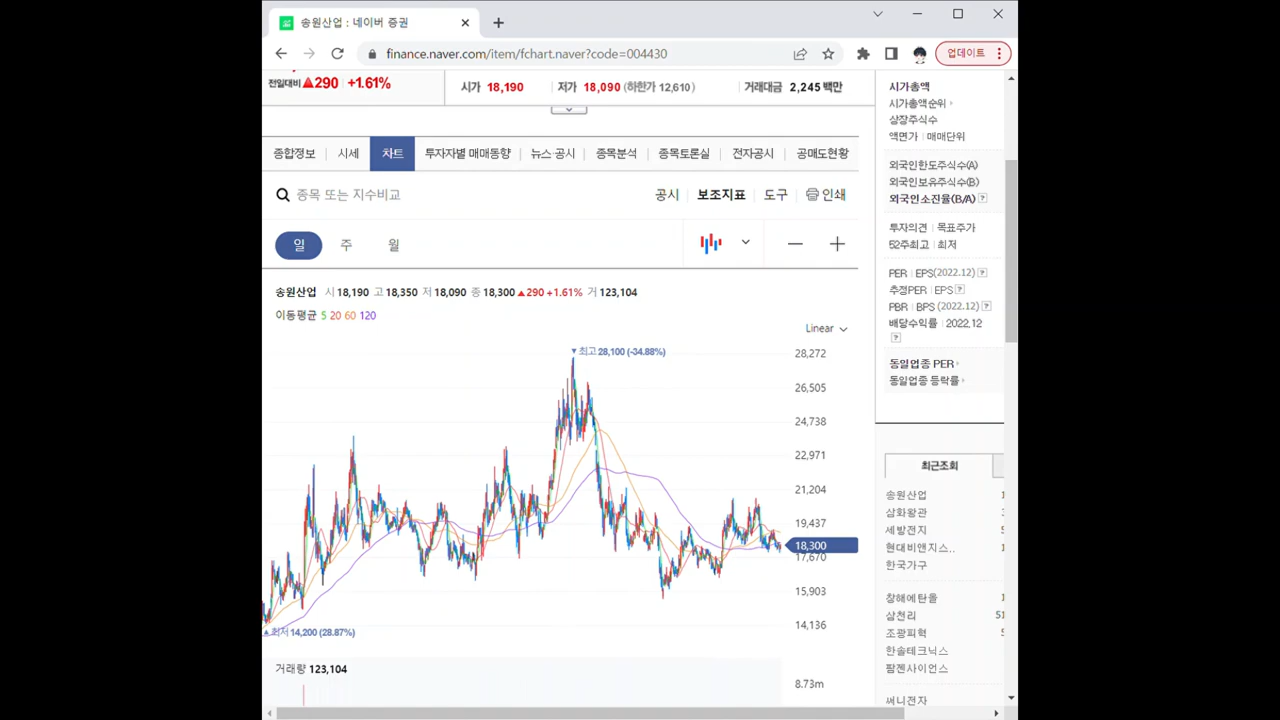 송원산업 : 네이버 증권
finance.naver.com/item/fchart.naver?code=004430
업데이트
전일대비 ▲290 +1.61%
시가 18,190 저가 18,090 (하한가 12,610) 거래대금 2,245 백만
종합정보 시세 차트 투자자별 매매동향 뉴스·공시 종목분석 종목토론실 전자공시 공매도현황
종목 또는 지수비교
공시 보조지표 도구 인쇄
일 주 월
송원산업 시 18,190 고 18,350 저 18,090 종 18,300 ▲290 +1.61% 거 123,104
이동평균 5 20 60 120
Linear
▼최고 28,100 (-34.88%)
28,272
26,505
24,738
22,971
21,204
19,437
18,300
17,670
15,903
14,136
▲최저 14,200 (28.87%)
거래량 123,104
8.73m
시가총액
시가총액순위
상장주식수
액면가 | 매매단위
외국인한도주식수(A)
외국인보유주식수(B)
외국인소진율(B/A) ?
투자의견 | 목표주가
52주최고 | 최저
PER | EPS(2022.12) ?
추정PER | EPS ?
PBR | BPS (2022.12) ?
배당수익률 | 2022.12
?
동일업종 PER
동일업종 등락률
최근조회
송원산업
삼화왕관
세방전지
현대비앤지스..
한국가구
창해에탄올
삼천리 51
조광피혁
한솔테크닉스
팜젠사이언스
써니전자